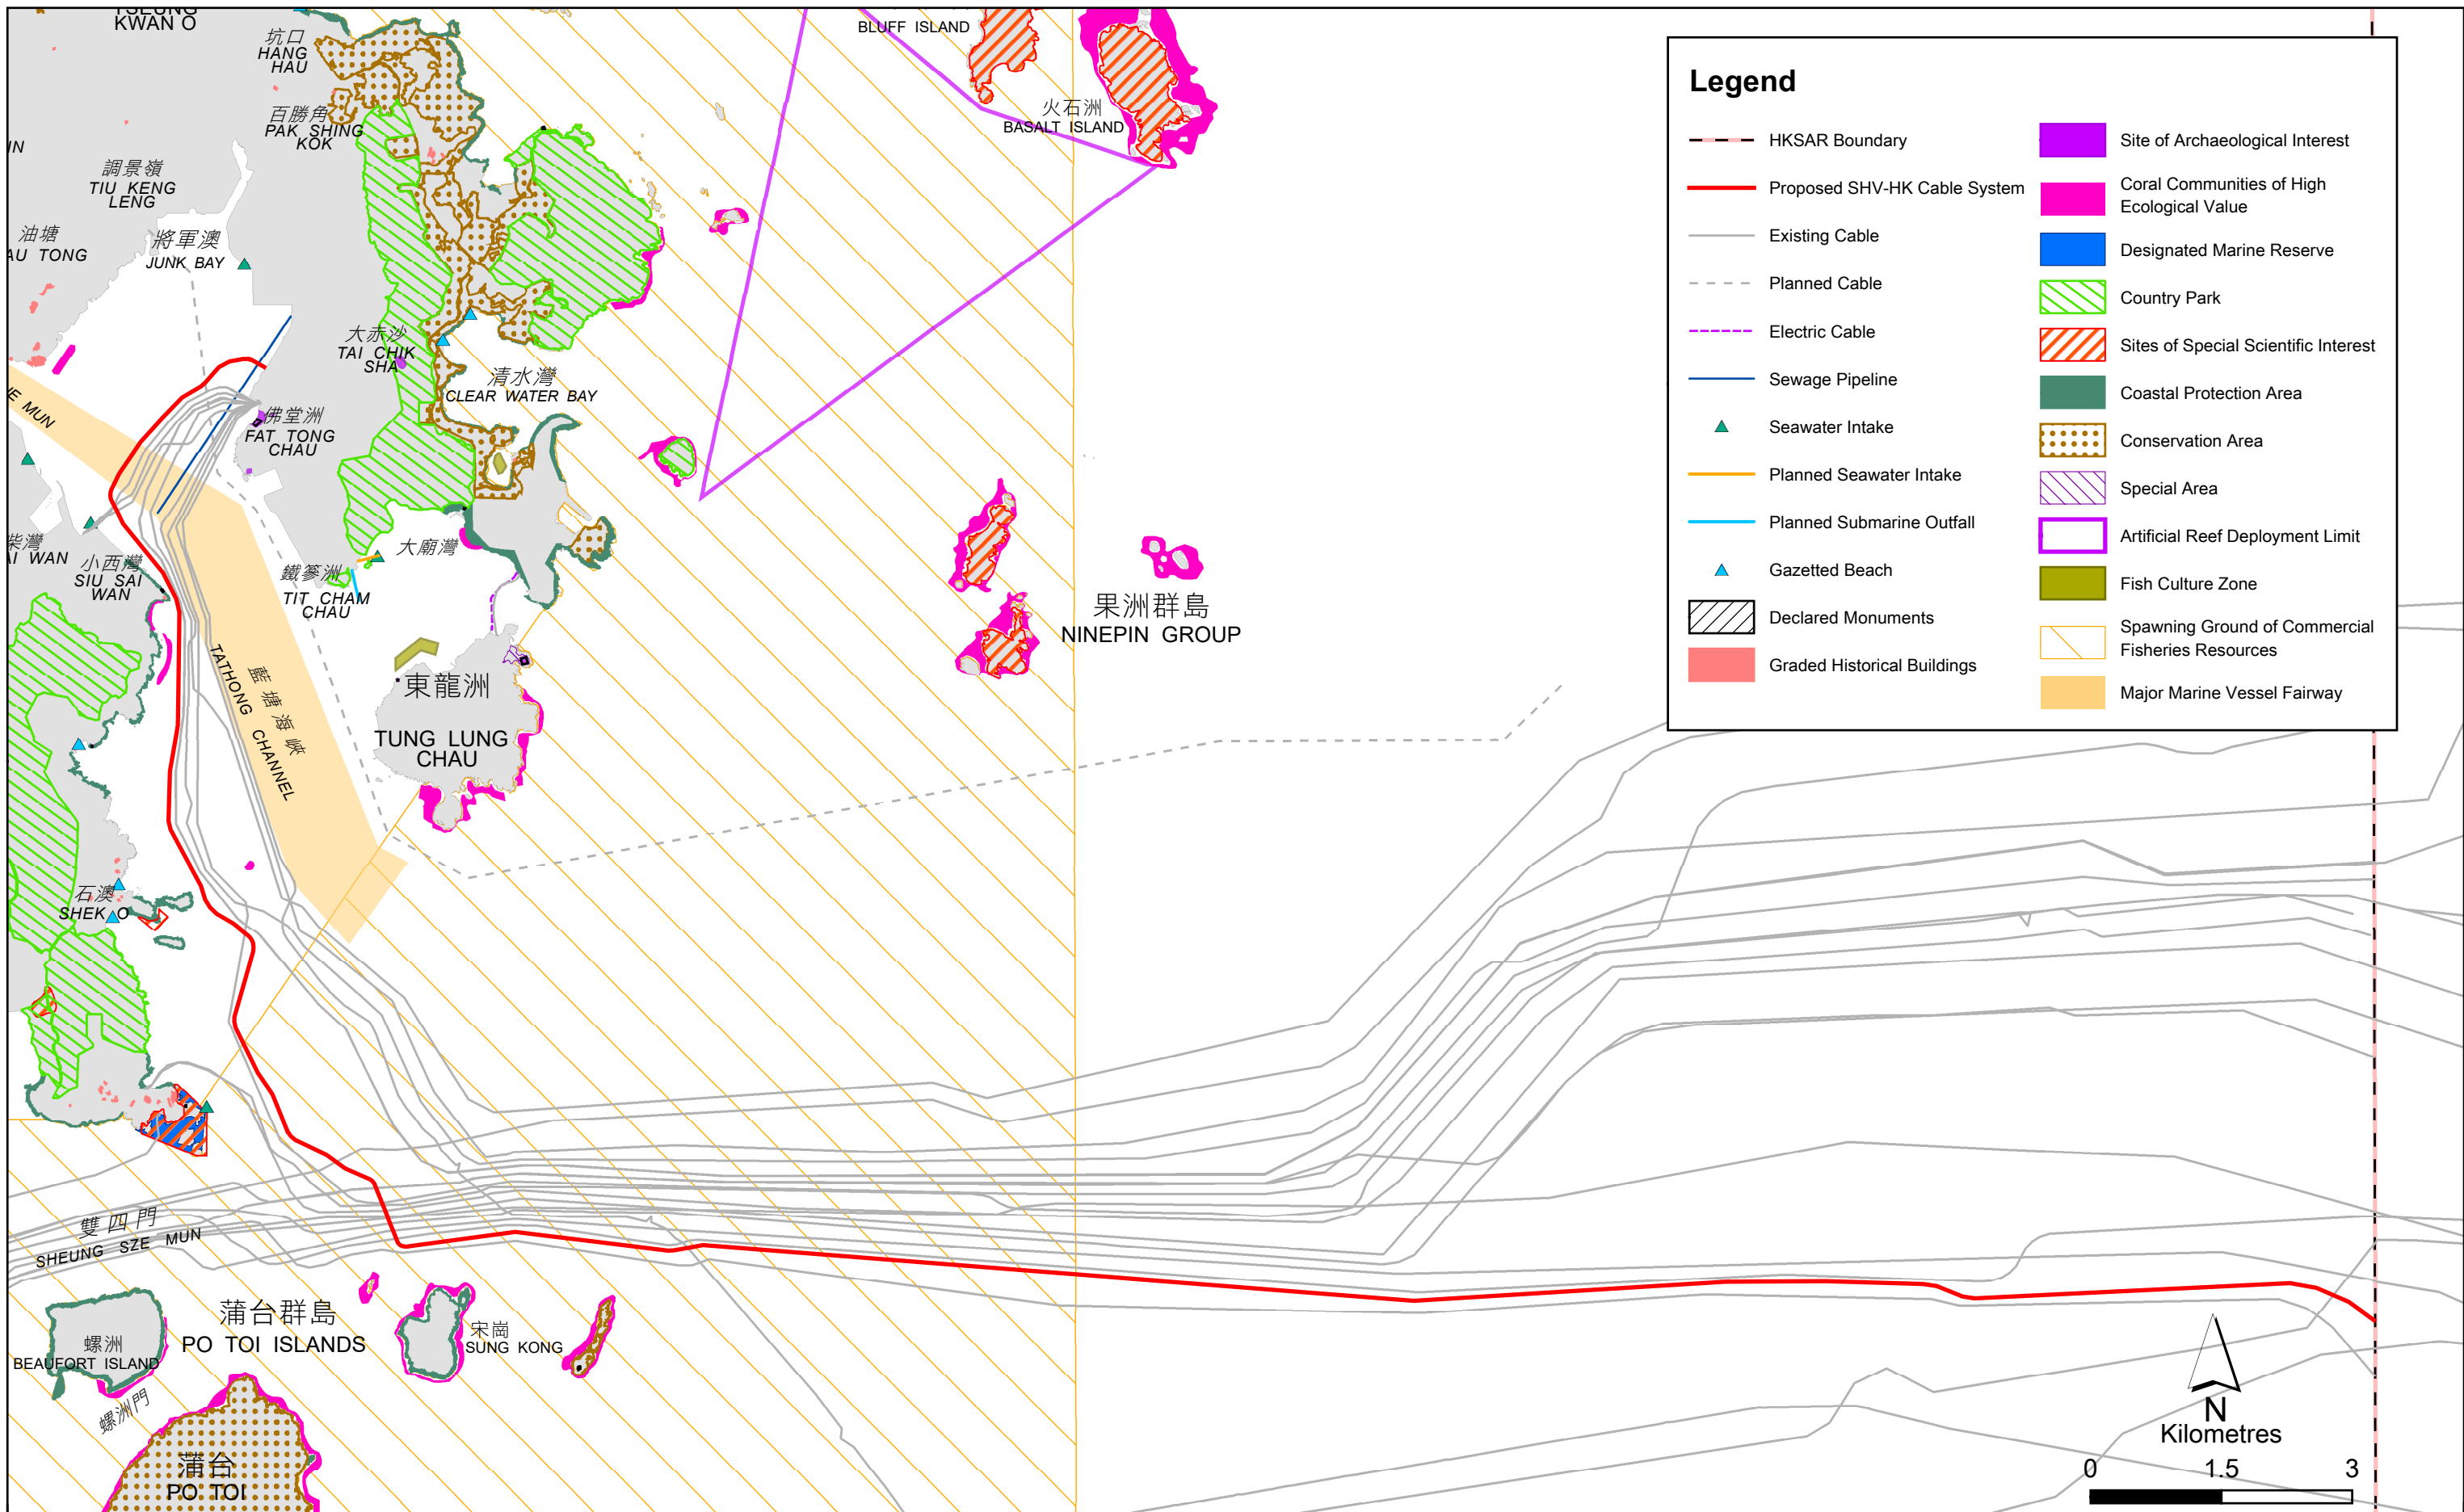 KWAN O
坑口
HANG
HAU
百勝角
PAK SHING
KOK
調景嶺
TIU KENG
LENG
油塘
AU TONG
將軍澳
JUNK BAY
大赤沙
TAI CHIK
SHA
清水灣
CLEAR WATER BAY
佛堂洲
FAT TONG
CHAU
柴灣
AI WAN
小西灣
SIU SAI
WAN
大廟灣
鐵篸洲
TIT CHAM
CHAU
藍塘海峽
TATHONG CHANNEL
東龍洲
TUNG LUNG
CHAU
石澳
SHEK O
雙四門
SHEUNG SZE MUN
蒲台群島
PO TOI ISLANDS
螺洲
BEAUFORT ISLAND
螺洲門
蒲台
PO TOI
宋崗
SUNG KONG
BLUFF ISLAND
火石洲
BASALT ISLAND
果洲群島
NINEPIN GROUP
Legend
HKSAR Boundary
Proposed SHV-HK Cable System
Existing Cable
Planned Cable
Electric Cable
Sewage Pipeline
Seawater Intake
Planned Seawater Intake
Planned Submarine Outfall
Gazetted Beach
Declared Monuments
Graded Historical Buildings
Site of Archaeological Interest
Coral Communities of High
Ecological Value
Designated Marine Reserve
Country Park
Sites of Special Scientific Interest
Coastal Protection Area
Conservation Area
Special Area
Artificial Reef Deployment Limit
Fish Culture Zone
Spawning Ground of Commercial
Fisheries Resources
Major Marine Vessel Fairway
N
Kilometres
0 1.5 3